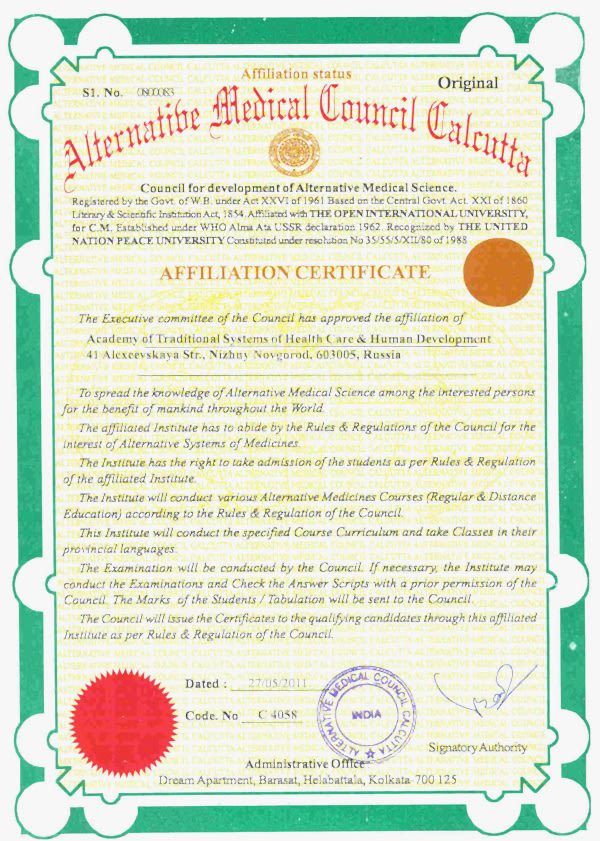 Affiliation status
S1. No. 0800083
Original
Alternative Medical Council Calcutta
Council for development of Alternative Medical Science.
Registered by the Govt. of W.B. under Act XXVI of 1961 Based on the Central Govt. Act. XXI of 1860
Literary & Scientific Institution Act, 1854. Affiliated with THE OPEN INTERNATIONAL UNIVERSITY,
for C.M. Established under WHO Alma Ata USSR declaration 1962. Recognized by THE UNITED
NATION PEACE UNIVERSITY Constituted under resolution No 35/55/5/XII/80 of 1988
AFFILIATION CERTIFICATE
The Executive committee of the Council has approved the affiliation of
Academy of Traditional Systems of Health Care & Human Development
41 Alexeevskaya Str., Nizhny Novgorod, 603005, Russia
To spread the knowledge of Alternative Medical Science among the interested persons
for the benefit of mankind throughout the World.
The affiliated Institute has to abide by the Rules & Regulations of the Council for the
interest of Alternative Systems of Medicines.
The Institute has the right to take admission of the students as per Rules & Regulation
of the affiliated Institute.
The Institute will conduct various Alternative Medicines Courses (Regular & Distance
Education) according to the Rules & Regulation of the Council.
This Institute will conduct the specified Course Curriculum and take Classes in their
provincial languages.
The Examination will be conducted by the Council. If necessary, the Institute may
conduct the Examinations and Check the Answer Scripts with a prior permission of the
Council. The Marks of the Students / Tabulation will be sent to the Council.
The Council will issue the Certificates to the qualifying candidates through this affiliated
Institute as per Rules & Regulation of the Council.
Dated : 27/05/2011
Code. No C 4058
ALTERNATIVE MEDICAL COUNCIL CALCUTTA
INDIA
Signatory Authority
Administrative Office
Dream Apartment, Barasat, Helabattala, Kolkata 700 125